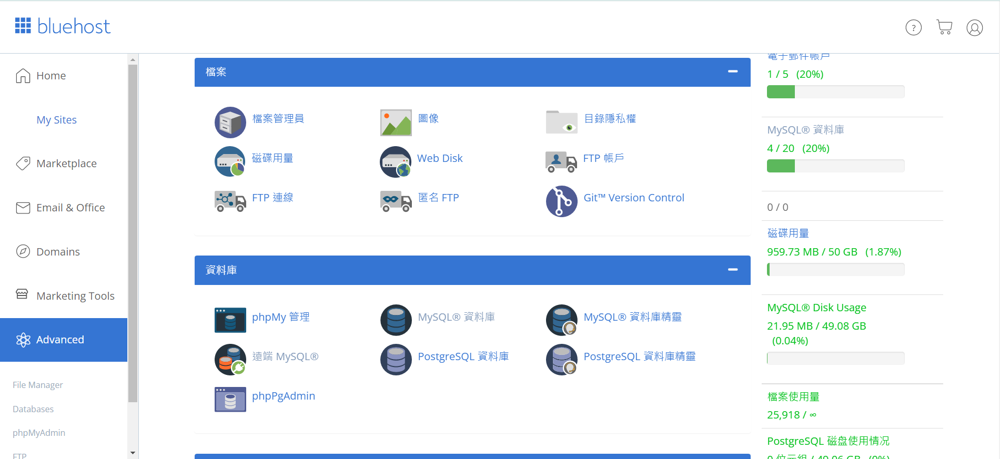 bluehost
?
Home
My Sites
Marketplace
Email & Office
Domains
Marketing Tools
Advanced
File Manager
Databases
phpMyAdmin
FTP
檔案
檔案管理員
圖像
目錄隱私權
磁碟用量
Web Disk
FTP 帳戶
FTP 連線
匿名 FTP
Git™ Version Control
資料庫
phpMy 管理
MySQL® 資料庫
MySQL® 資料庫精靈
遠端 MySQL®
PostgreSQL 資料庫
PostgreSQL 資料庫精靈
phpPgAdmin
電子郵件帳戶
1 / 5 (20%)
MySQL® 資料庫
4 / 20 (20%)
0 / 0
磁碟用量
959.73 MB / 50 GB (1.87%)
MySQL® Disk Usage
21.95 MB / 49.08 GB
(0.04%)
檔案使用量
25,918 / ∞
PostgreSQL 磁盘使用情况
0 位元組 / 49.06 GB (0%)